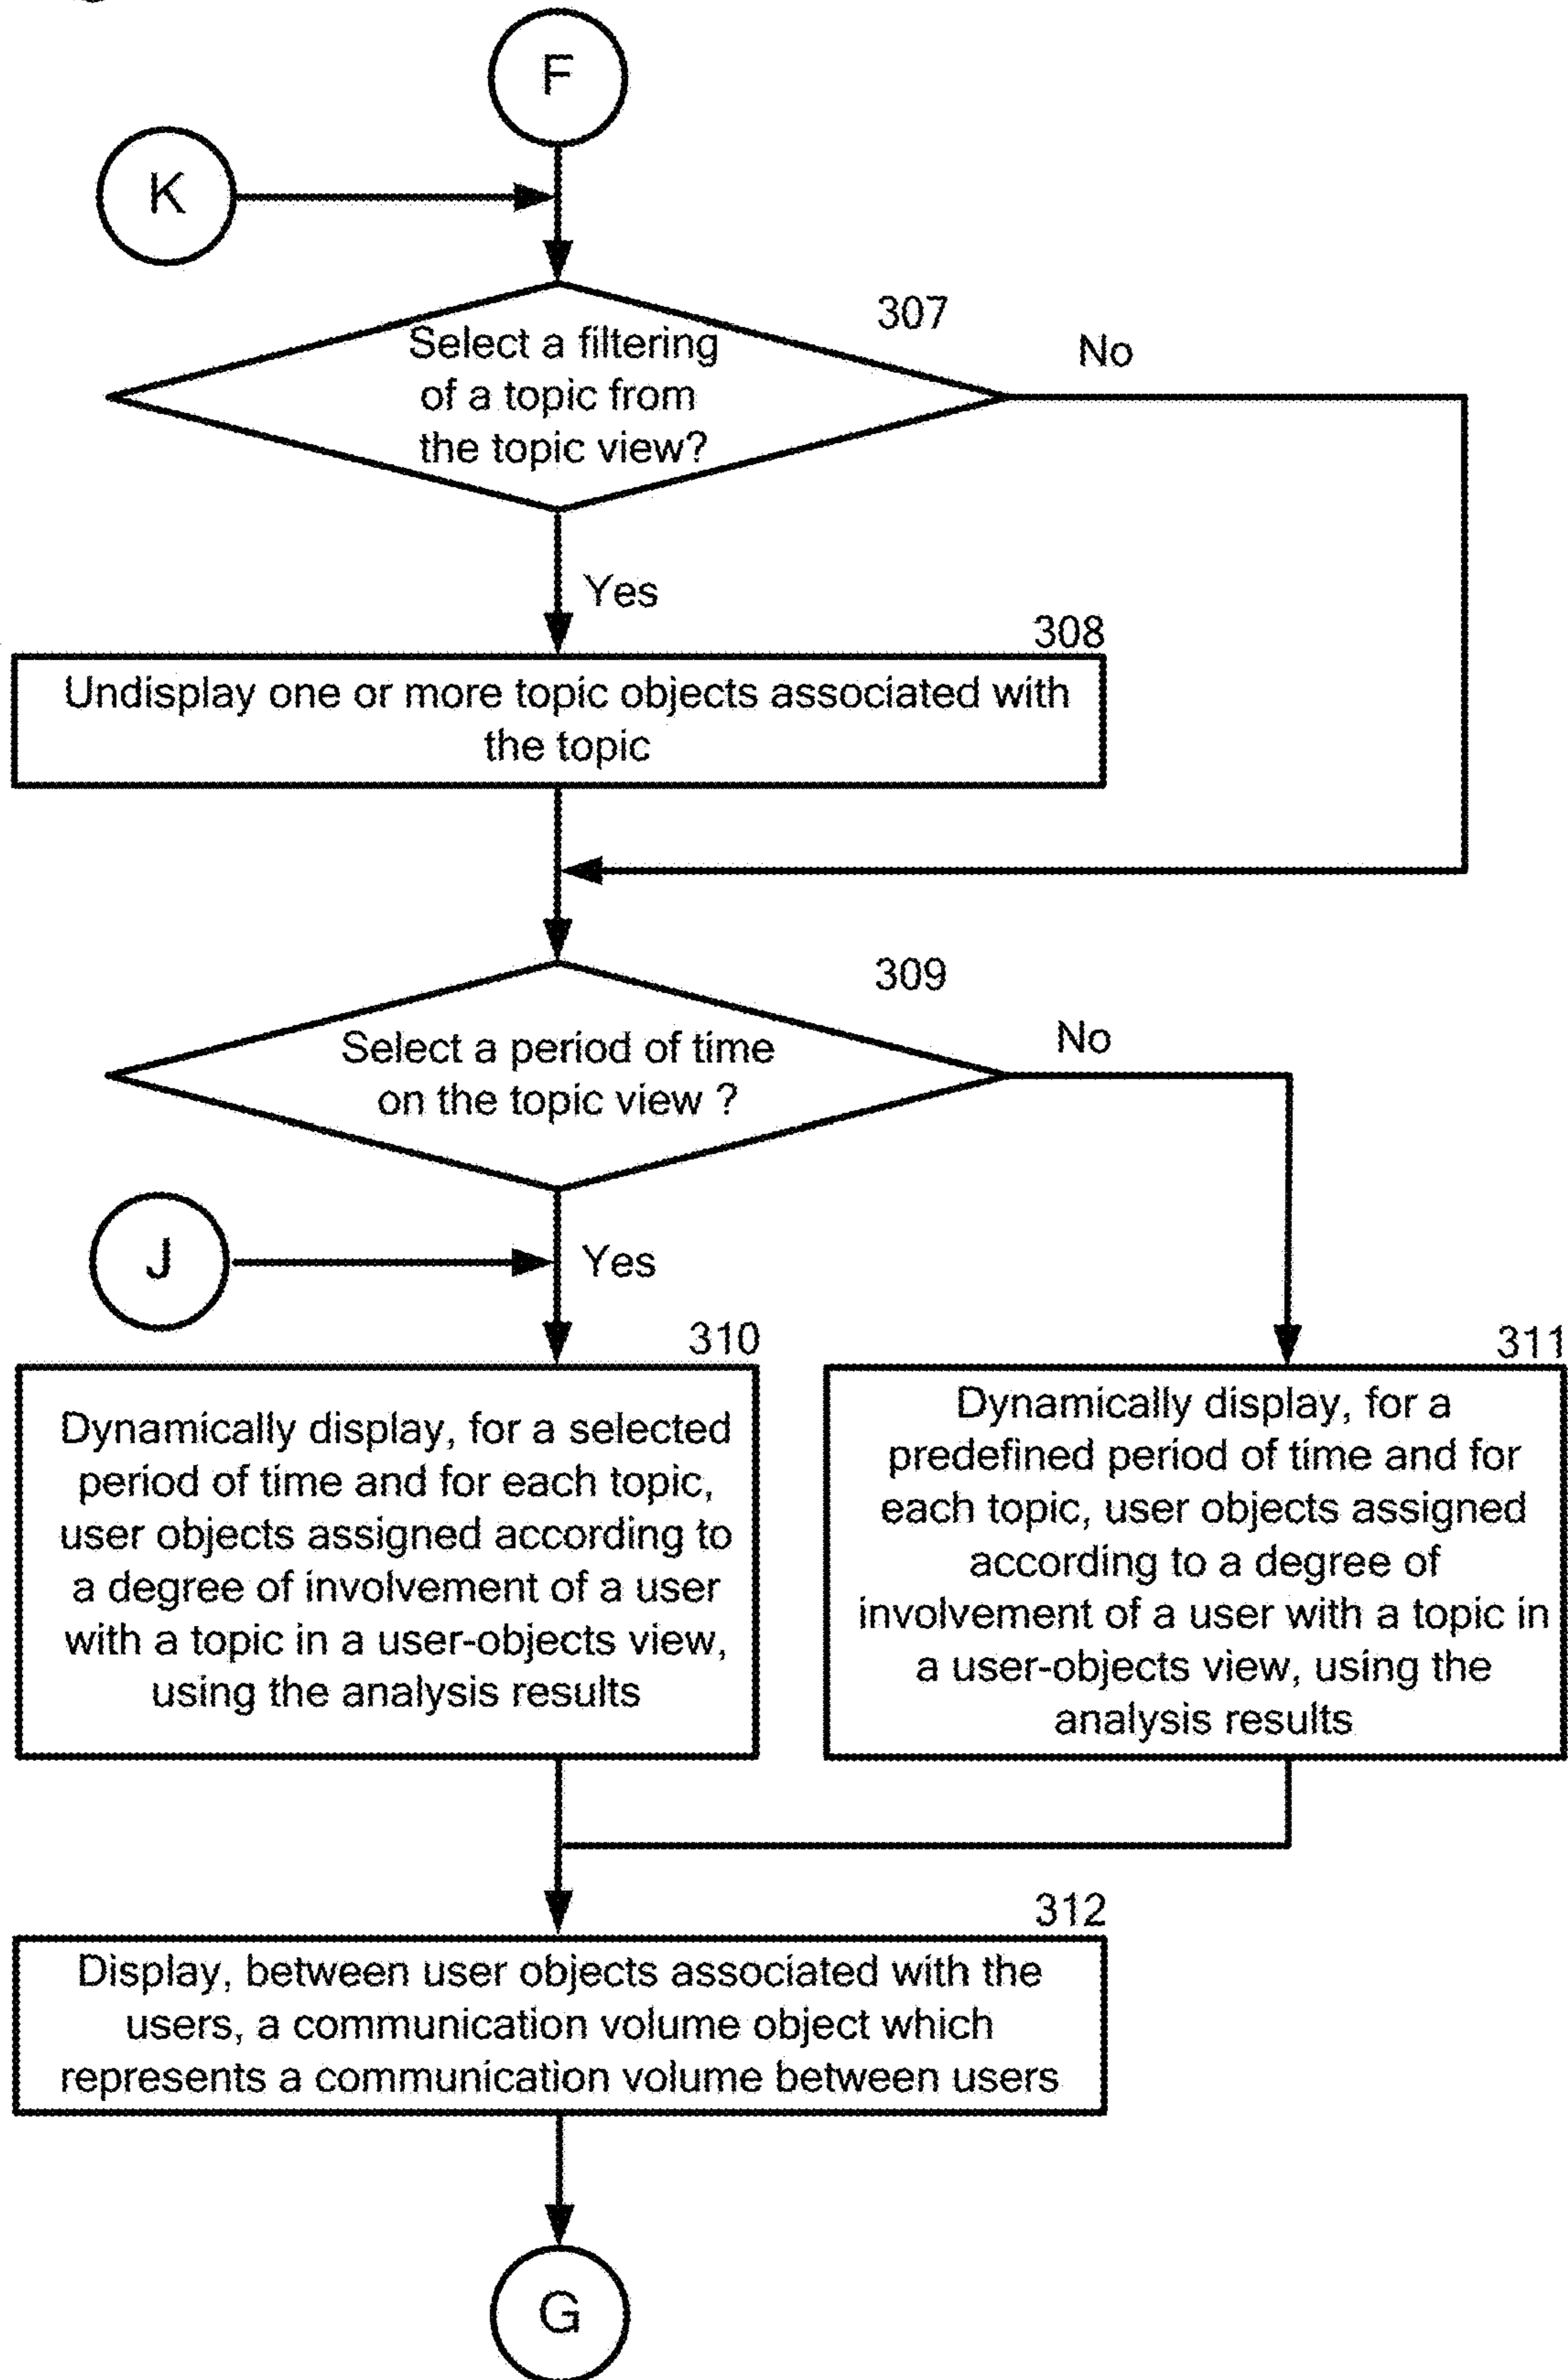 F
K
307
No
Select a filtering
of a topic from
the topic view?
Yes
308
Undisplay one or more topic objects associated with
the topic
309
No
Select a period of time
on the topic view ?
J
Yes
310
311
Dynamically display, for a selected
period of time and for each topic,
user objects assigned according to
a degree of involvement of a user
with a topic in a user-objects view,
using the analysis results
Dynamically display, for a
predefined period of time and for
each topic, user objects assigned
according to a degree of
involvement of a user with a topic in
a user-objects view, using the
analysis results
312
Display, between user objects associated with the
users, a communication volume object which
represents a communication volume between users
G